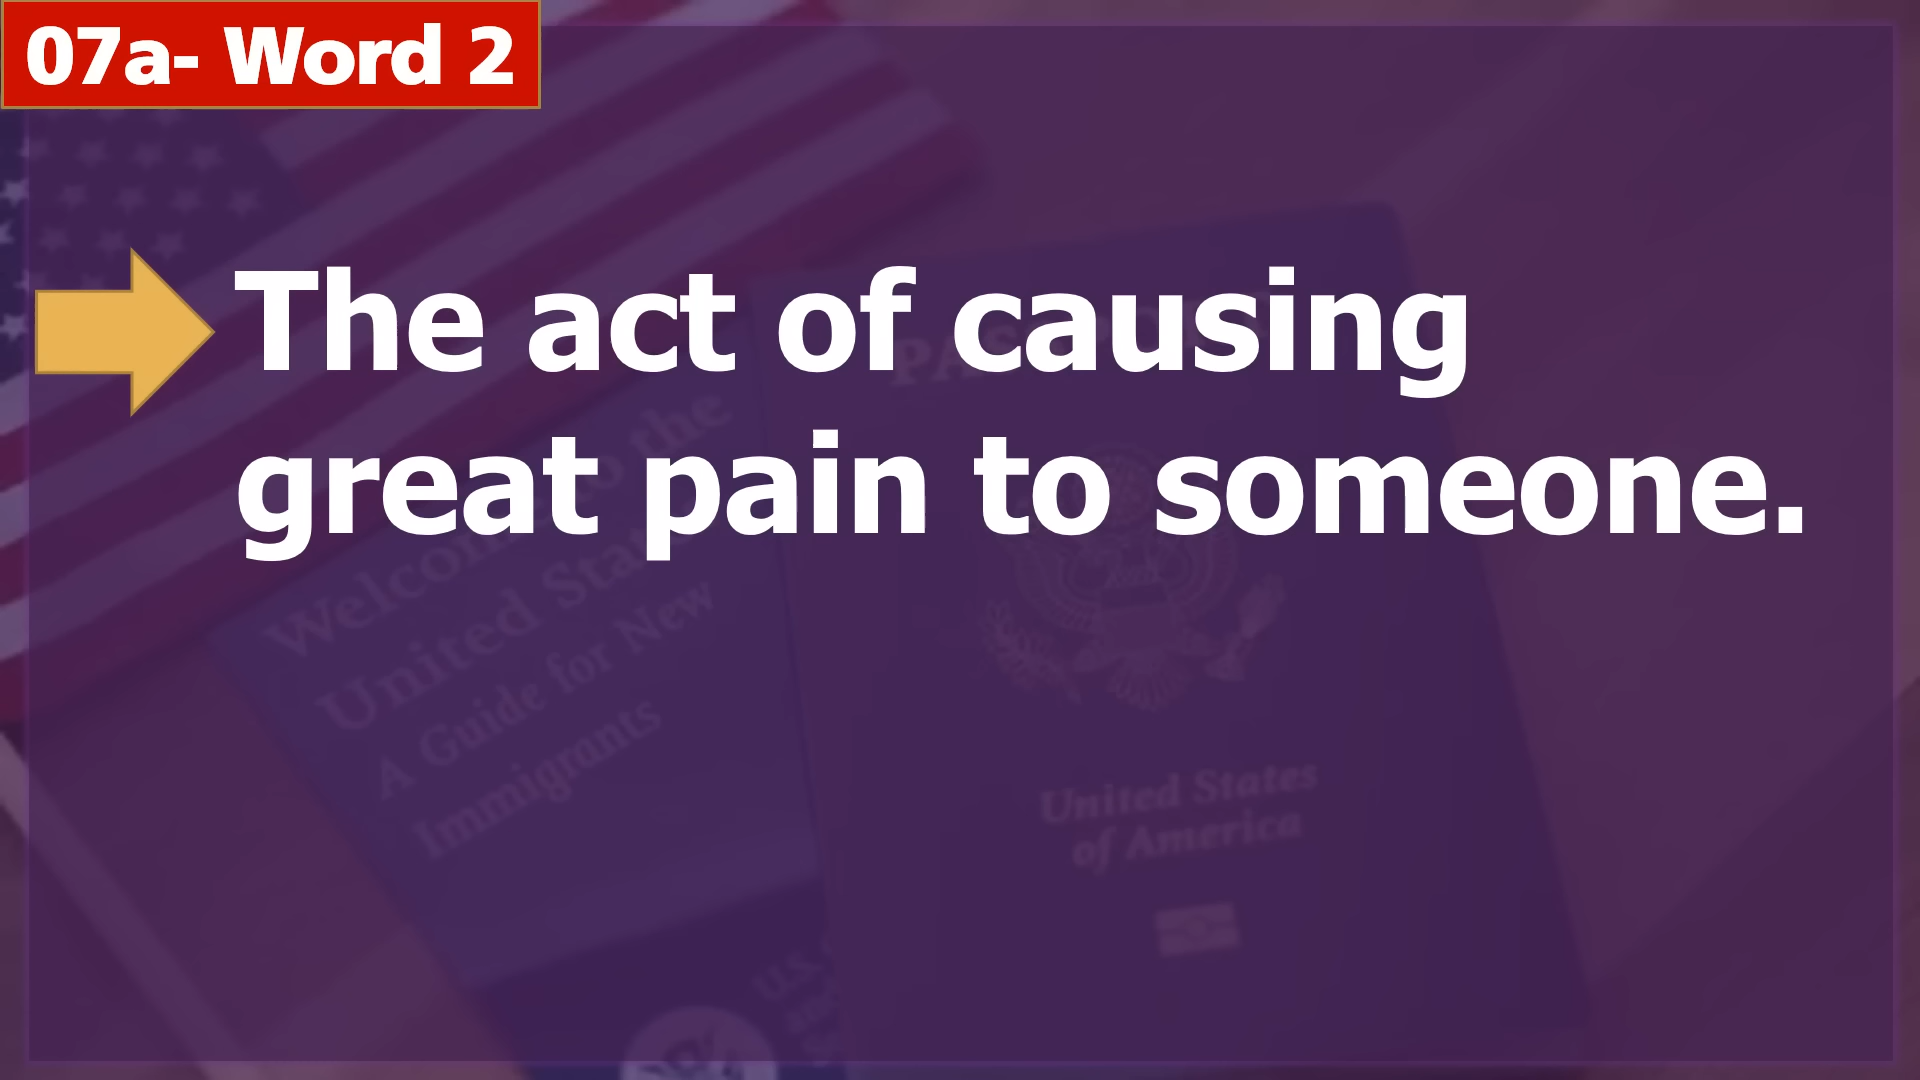 07a- Word 2
The act of causing
great pain to someone.
PASSPORT
Welcome to the
United States
A Guide for New
Immigrants
United States
of America
U.S.